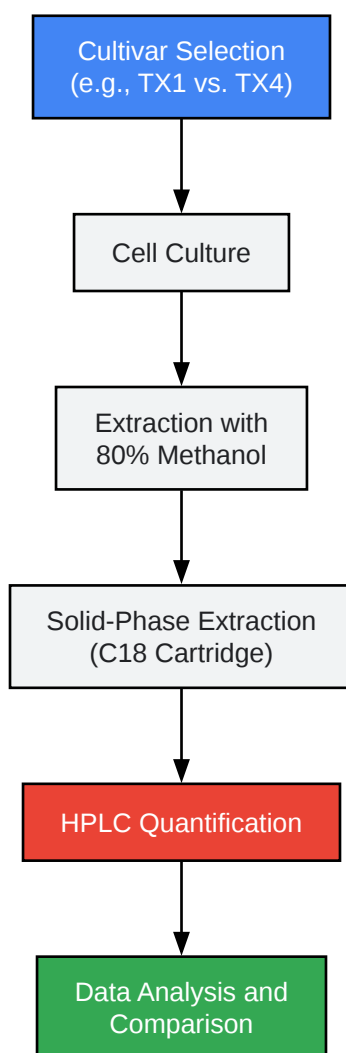 Cultivar Selection
(e.g., TX1 vs. TX4)
Cell Culture
Extraction with
80% Methanol
Solid-Phase Extraction
(C18 Cartridge)
HPLC Quantification
Data Analysis and
Comparison